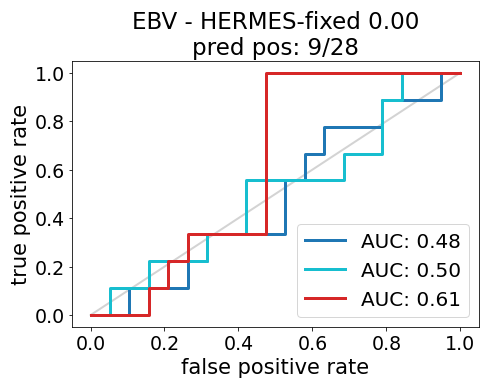 EBV - HERMES-fixed 0.00
pred pos: 9/28
true positive rate
1.0
0.8
0.6
0.4
0.2
0.0
AUC: 0.48
AUC: 0.50
AUC: 0.61
0.0 0.2 0.4 0.6 0.8 1.0
false positive rate